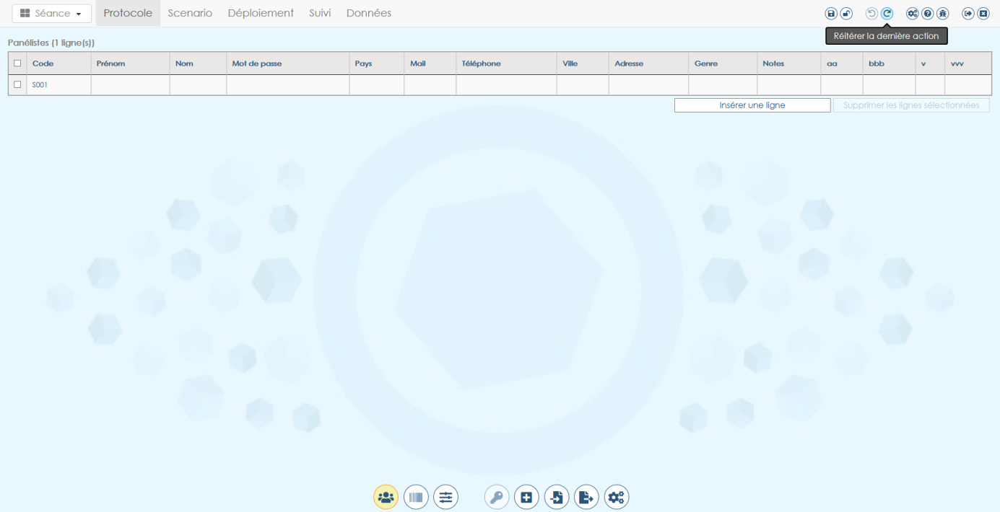 Séance Protocole Scenario Déploiement Suivi Données
Réitérer la dernière action
Panélistes (1 ligne(s))
Code Prénom Nom Mot de passe Pays Mail Téléphone Ville Adresse Genre Notes aa bbb v vvv
S001
Insérer une ligne Supprimer les lignes sélectionnées